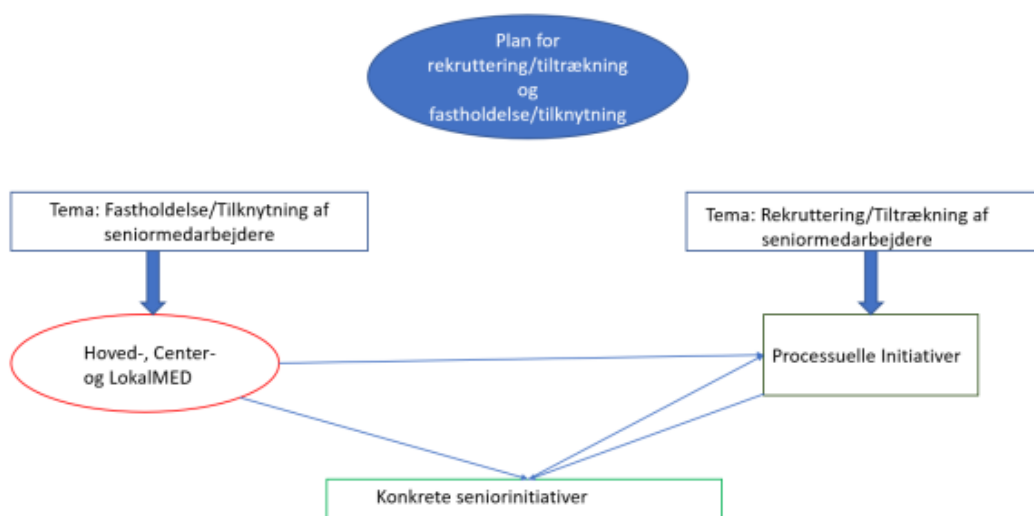 Plan for
rekruttering/tiltrækning
og
fastholdelse/tilknytning
Tema: Fastholdelse/Tilknytning af
seniormedarbejdere
Tema: Rekruttering/Tiltrækning af
seniormedarbejdere
Hoved-, Center-
og LokalMED
Processuelle Initiativer
Konkrete seniorinitiativer